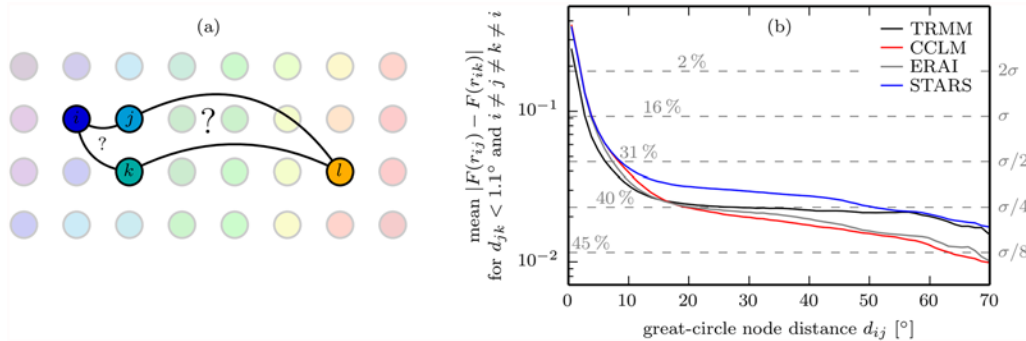 (a)
i
j
?
?
k
l
mean |F(r_ij) − F(r_ik)|
for d_jk < 1.1° and i ≠ j ≠ k ≠ i
(b)
TRMM
CCLM
ERAI
STARS
2 %
16 %
31 %
40 %
45 %
2σ
σ
σ/2
σ/4
σ/8
10⁻¹
10⁻²
0
10
20
30
40
50
60
70
great-circle node distance d_ij [°]